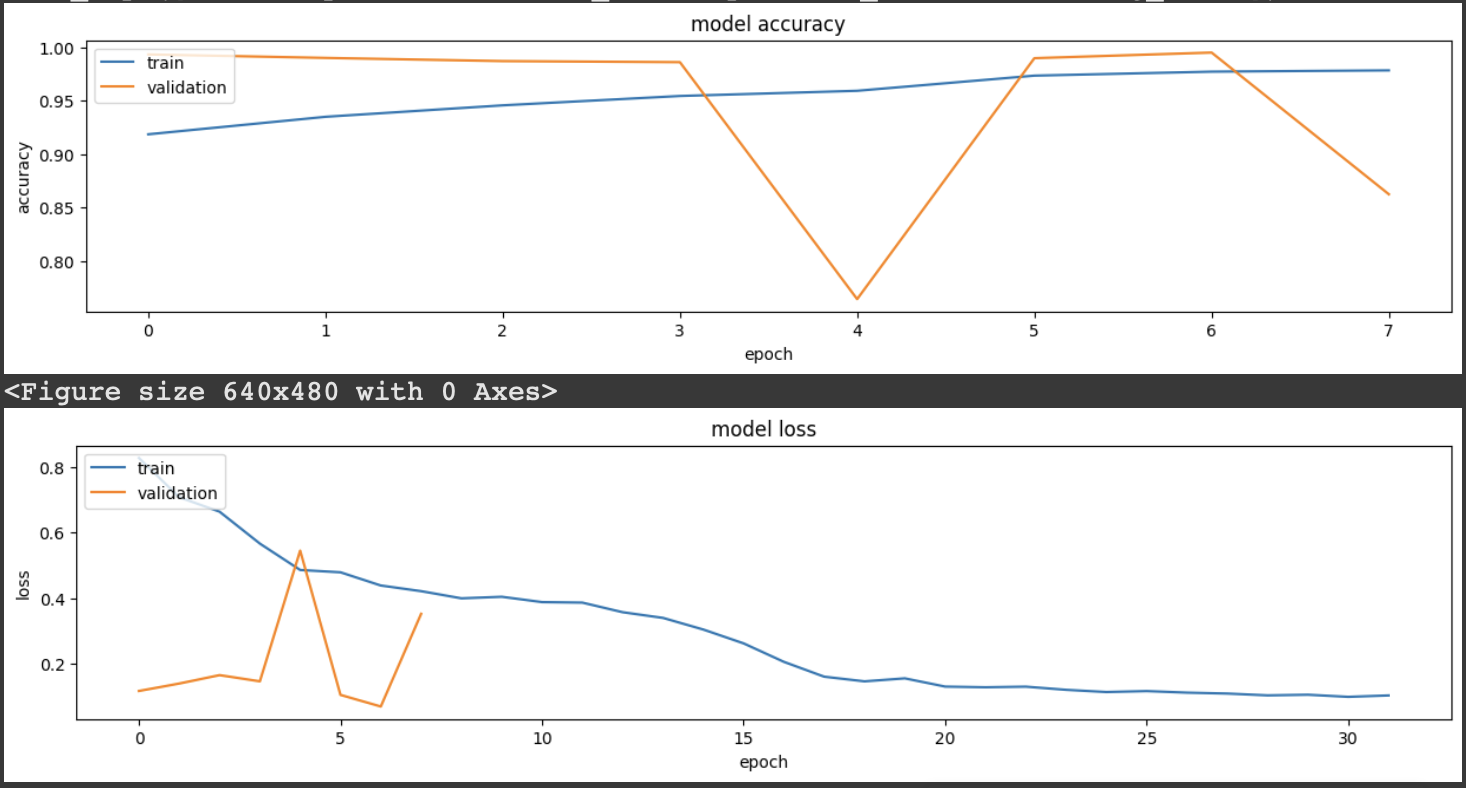 model accuracy
1.00
0.95
0.90
0.85
0.80
accuracy
train
validation
0 1 2 3 4 5 6 7
epoch
<Figure size 640x480 with 0 Axes>
model loss
0.8
0.6
0.4
0.2
loss
train
validation
0 5 10 15 20 25 30
epoch